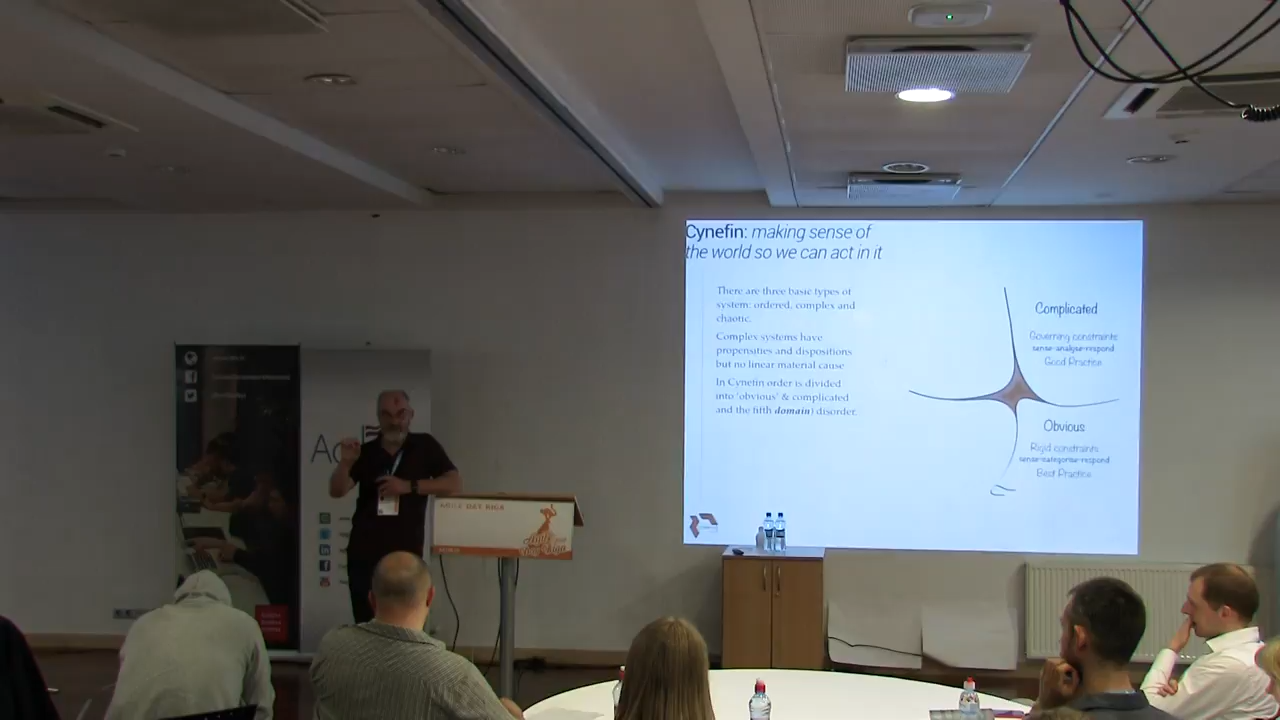 Cynefin: making sense of
the world so we can act in it
There are three basic types of
system: ordered, complex and
chaotic.
Complex systems have
propensities and dispositions
but no linear material cause
In Cynefin order is divided
into 'obvious' & complicated
and the fifth domain) disorder.
Complicated
Governing constraints
sense-analyse-respond
Good Practice
Obvious
Rigid constraints
sense-categorise-respond
Best Practice
DAY RIGA